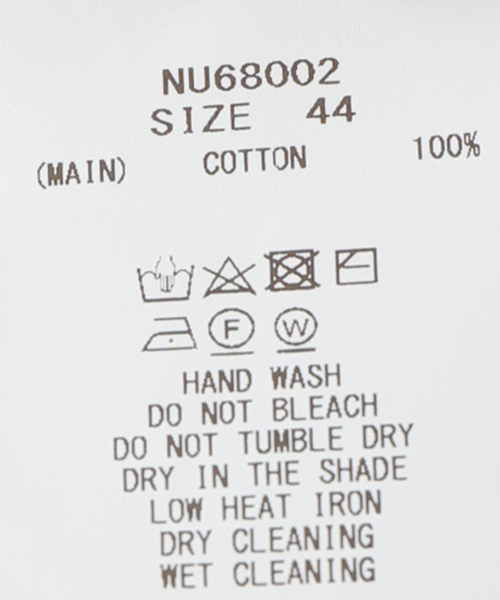 NU68002
SIZE 44
(MAIN) COTTON 100%
F W
HAND WASH
DO NOT BLEACH
DO NOT TUMBLE DRY
DRY IN THE SHADE
LOW HEAT IRON
DRY CLEANING
WET CLEANING